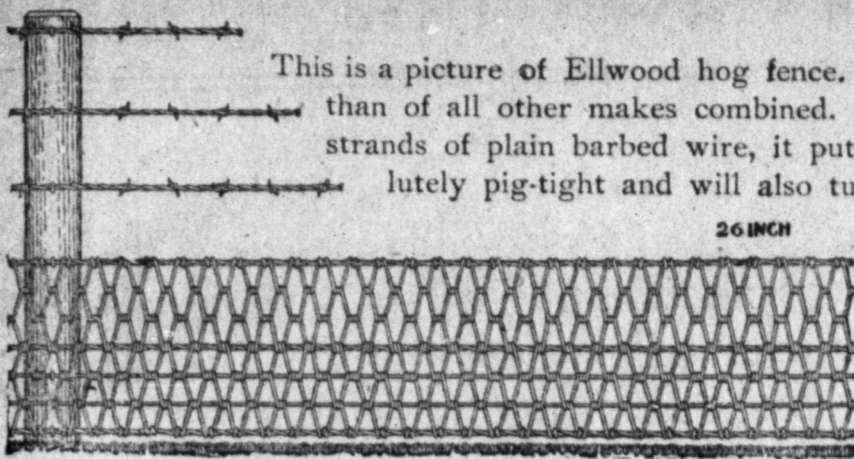 This is a picture of Ellwood hog fence.
than of all other makes combined.
strands of plain barbed wire, it put
lutely pig-tight and will also tu
26 INCH